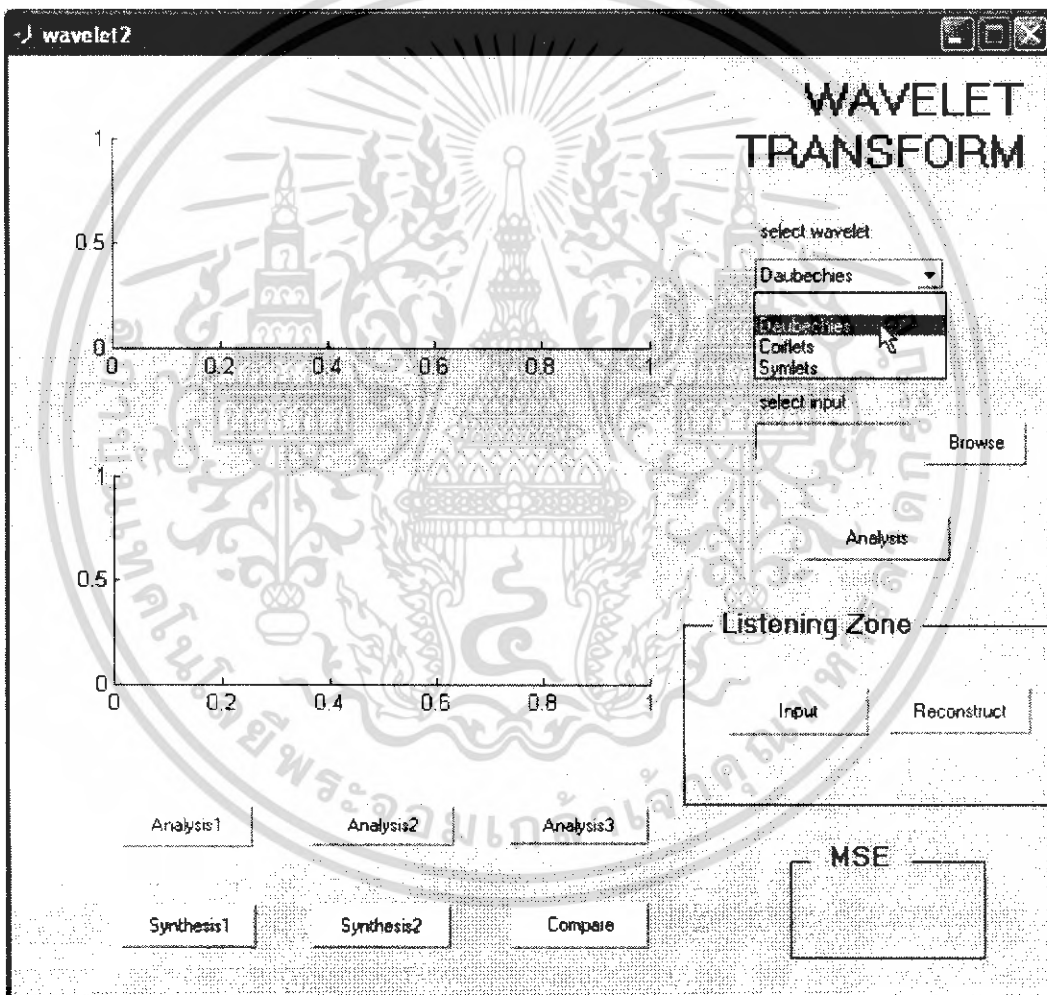 wavelet2
WAVELET
TRANSFORM
1
0.5
0
0 0.2 0.4 0.6 0.8 1
select wavelet
Daubechies
Daubechies
Coiflets
Symlets
select input
Browse
1
0.5
0
0 0.2 0.4 0.6 0.8 1
Analysis
Listening Zone
Input Reconstruct
Analysis1 Analysis2 Analysis3
Synthesis1 Synthesis2 Compare
MSE